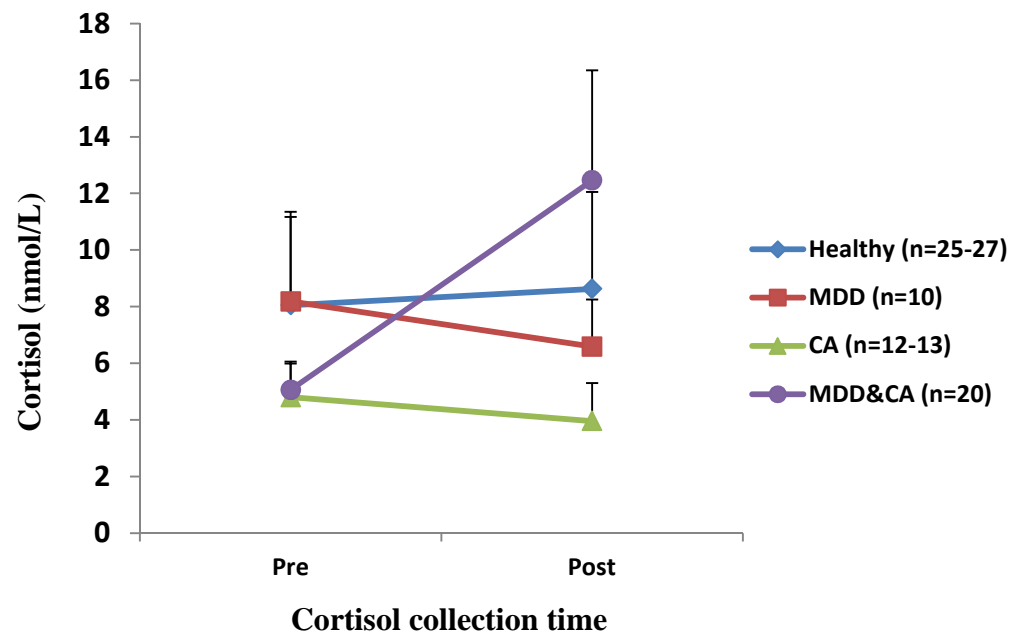 18
16
14
12
10
8
6
4
2
0
Cortisol (nmol/L)
Pre
Post
Cortisol collection time
Healthy (n=25-27)
MDD (n=10)
CA (n=12-13)
MDD&CA (n=20)